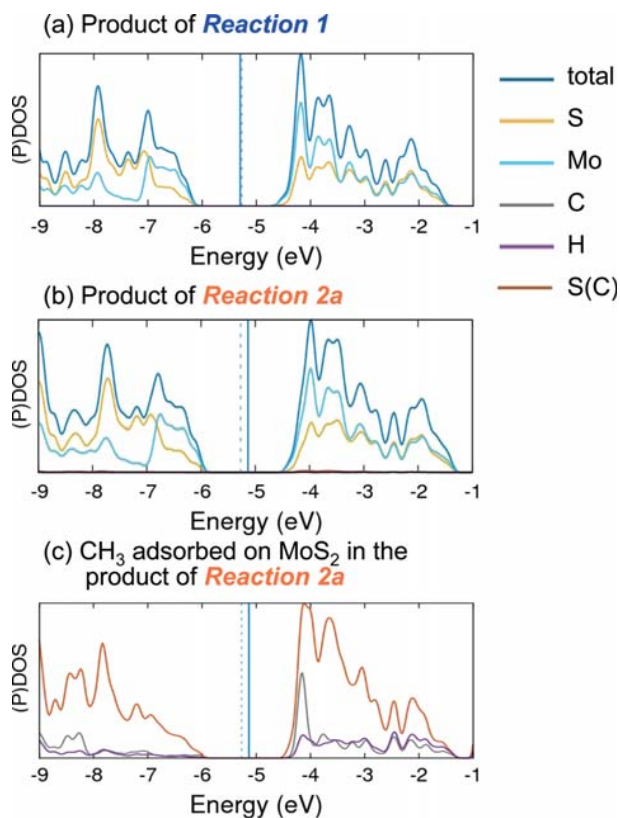 (a) Product of Reaction 1
(P)DOS
-9 -8 -7 -6 -5 -4 -3 -2 -1
Energy (eV)
total
S
Mo
C
H
S(C)
(b) Product of Reaction 2a
(P)DOS
-9 -8 -7 -6 -5 -4 -3 -2 -1
Energy (eV)
(c) CH₃ adsorbed on MoS₂ in the
product of Reaction 2a
(P)DOS
-9 -8 -7 -6 -5 -4 -3 -2 -1
Energy (eV)